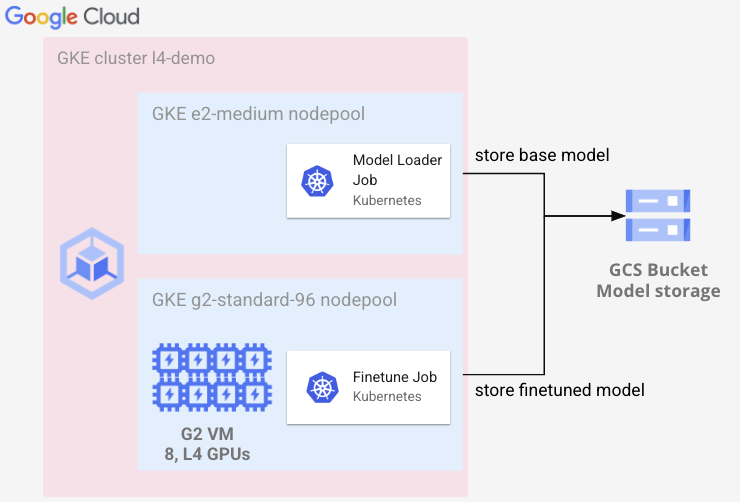 Google Cloud
GKE cluster l4-demo
GKE e2-medium nodepool
Model Loader
Job
Kubernetes
store base model
GCS Bucket
Model storage
GKE g2-standard-96 nodepool
Finetune Job
Kubernetes
store finetuned model
G2 VM
8, L4 GPUs